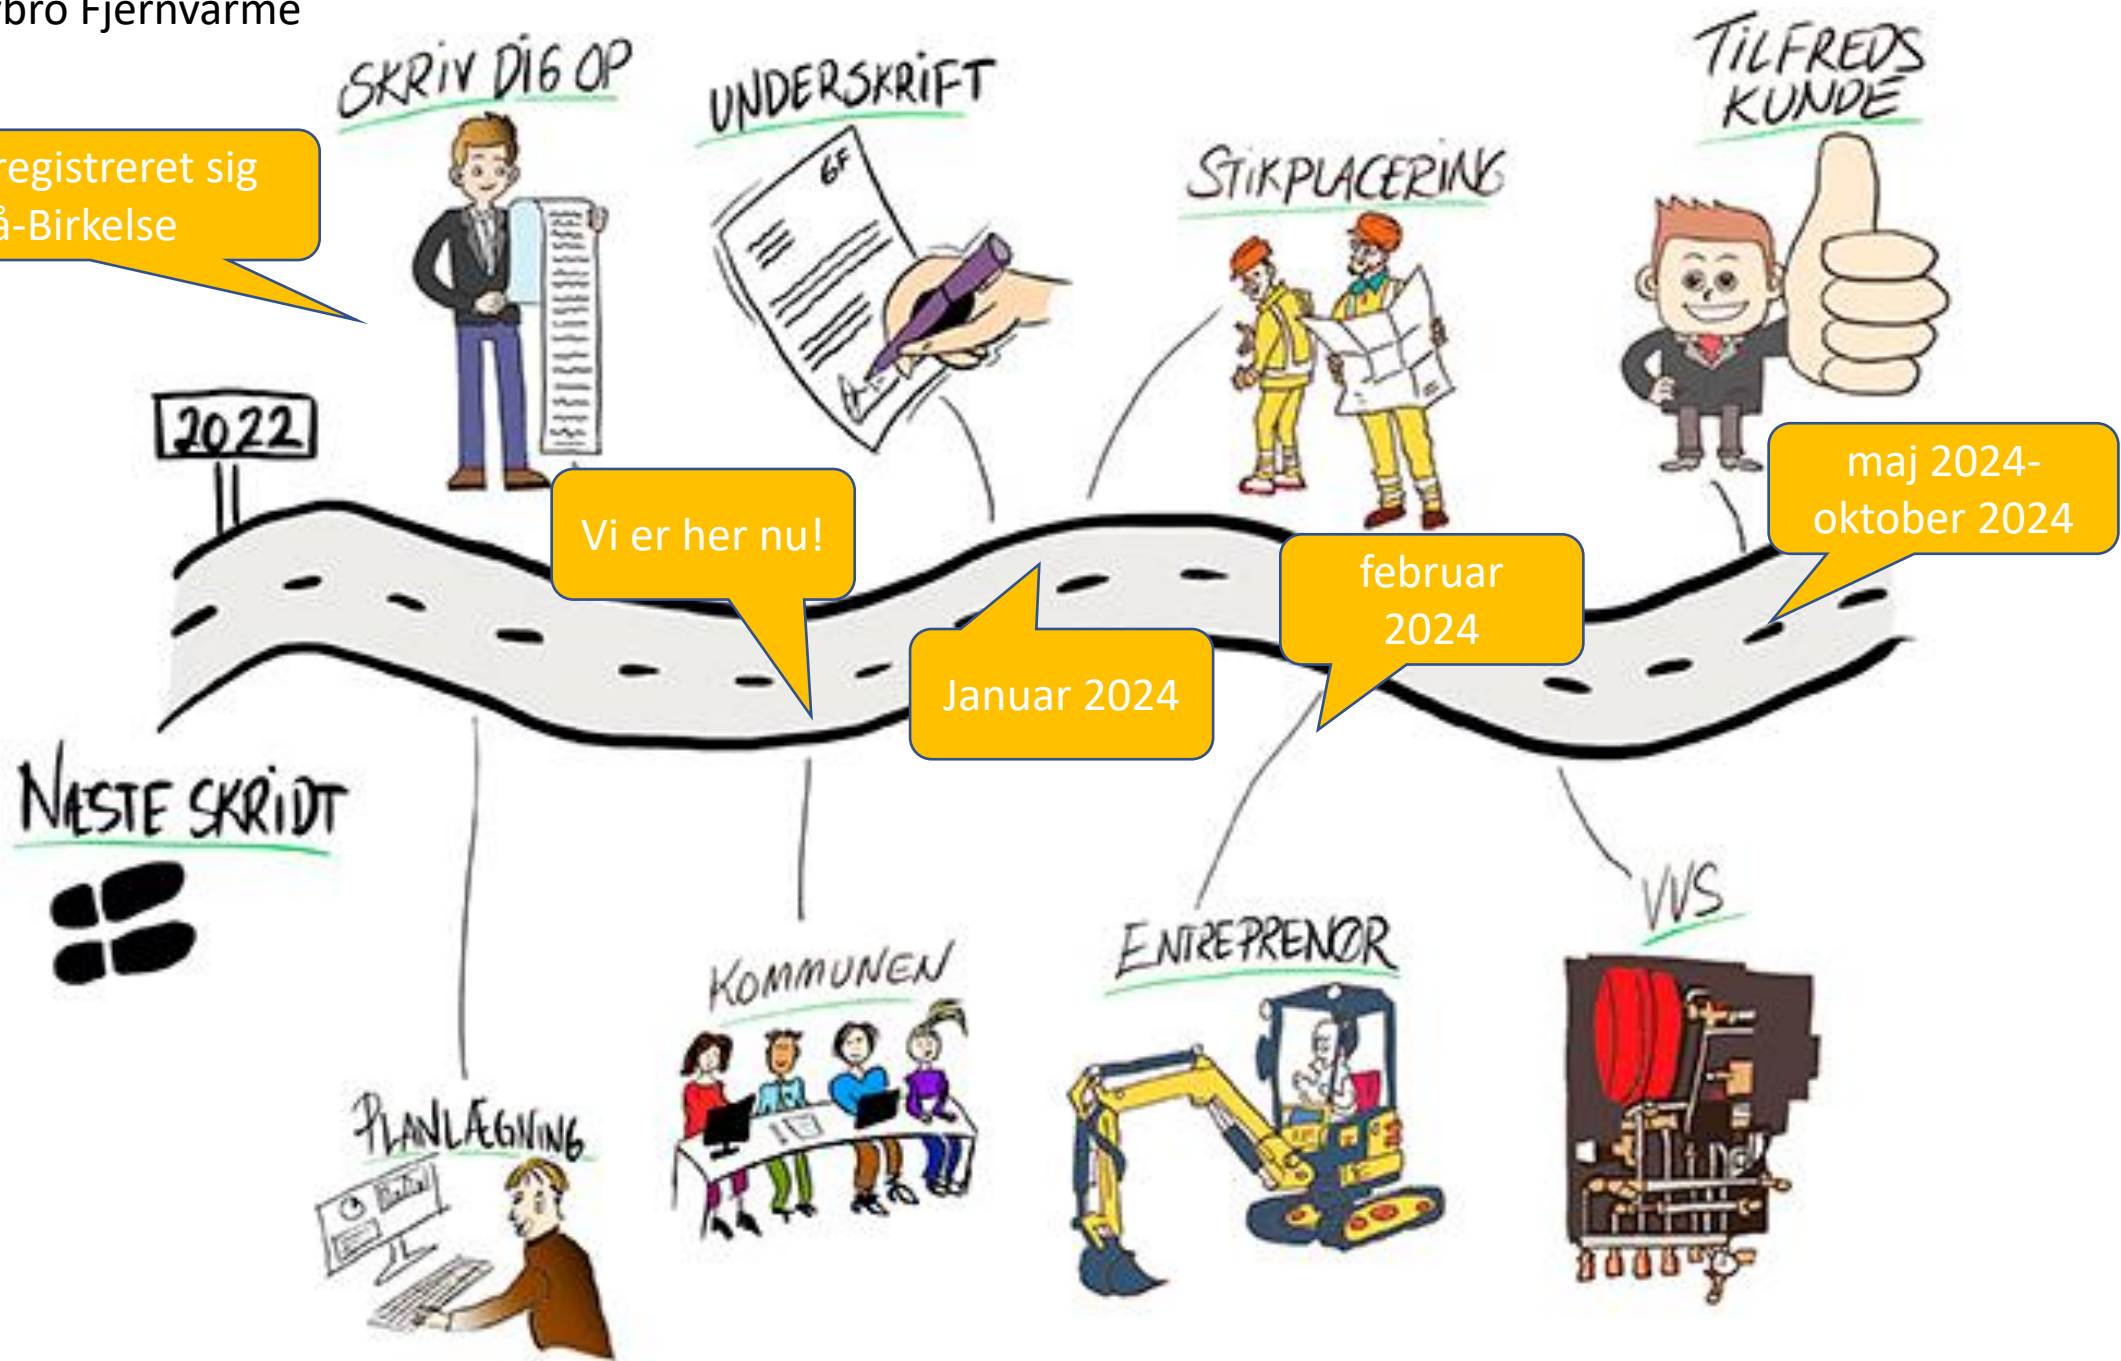 Fjernvarme
SKRIV DIG OP
UNDERSKRIFT
TILFREDS
KUNDE
registreret sig
å-Birkelse
GF
STIKPLACERING
2022
Vi er her nu!
maj 2024-
oktober 2024
februar
2024
Januar 2024
NÆSTE SKRIDT
VVS
ENTREPRENØR
KOMMUNEN
PLANLÆGNING